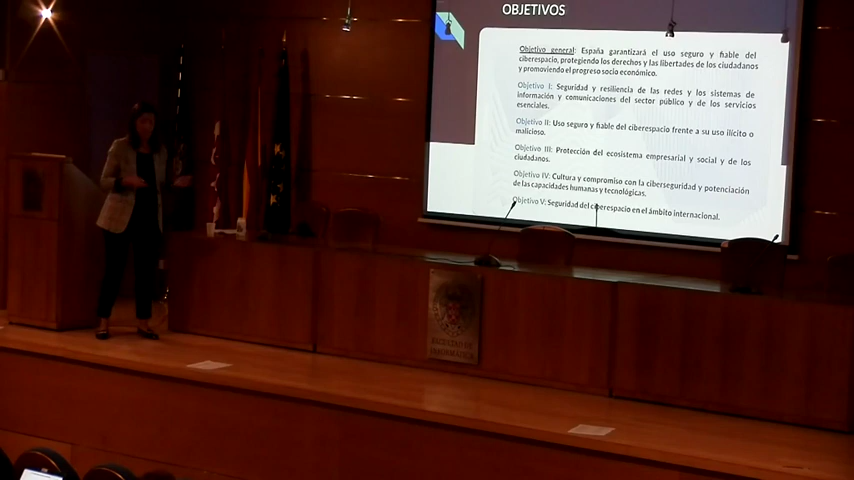 OBJETIVOS
Objetivo general: España garantizará el uso seguro y fiable del
ciberespacio, protegiendo los derechos y las libertades de los ciudadanos
y promoviendo el progreso socio económico.
Objetivo I: Seguridad y resiliencia de las redes y los sistemas de
información y comunicaciones del sector público y de los servicios
esenciales.
Objetivo II: Uso seguro y fiable del ciberespacio frente a su uso ilícito o
malicioso.
Objetivo III: Protección del ecosistema empresarial y social y de los
ciudadanos.
Objetivo IV: Cultura y compromiso con la ciberseguridad y potenciación
de las capacidades humanas y tecnológicas.
Objetivo V: Seguridad del ciberespacio en el ámbito internacional.
FACULTAD DE
INFORMÁTICA